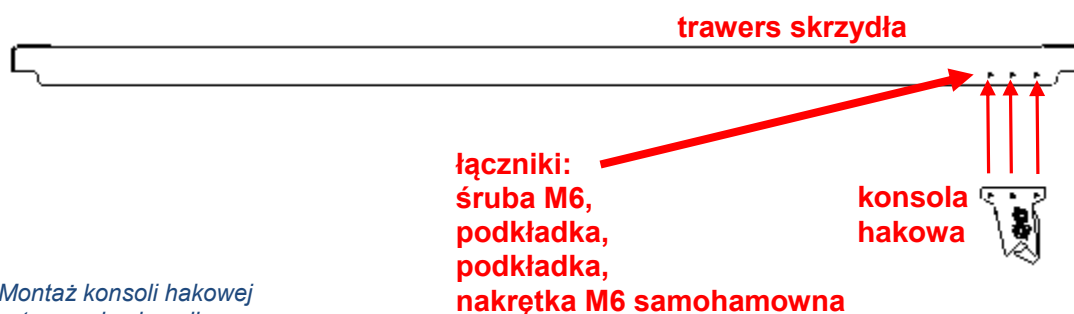 trawers skrzydła
łączniki:
śruba M6,
podkładka,
podkładka,
nakrętka M6 samohamowna
konsola
hakowa
Montaż konsoli hakowej